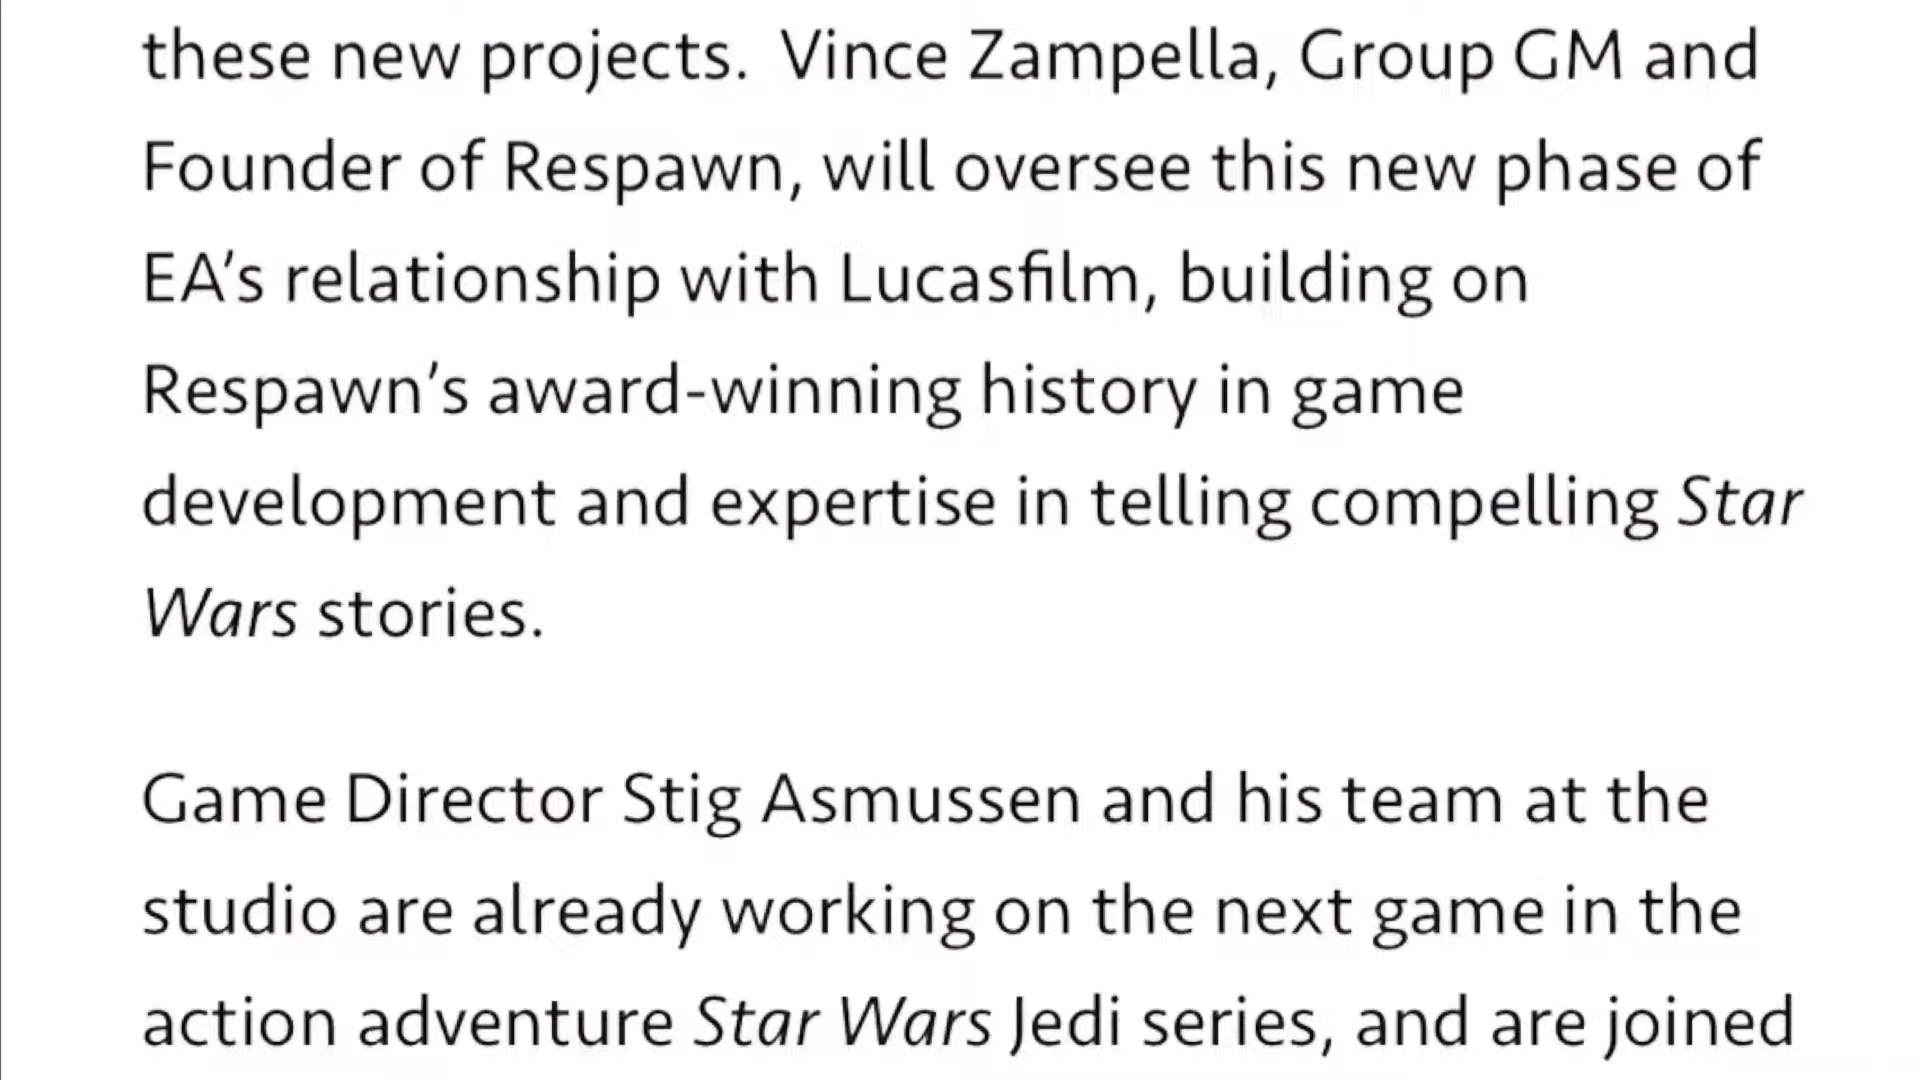 these new projects.  Vince Zampella, Group GM and
Founder of Respawn, will oversee this new phase of
EA’s relationship with Lucasfilm, building on
Respawn’s award-winning history in game
development and expertise in telling compelling Star
Wars stories.
Game Director Stig Asmussen and his team at the
studio are already working on the next game in the
action adventure Star Wars Jedi series, and are joined